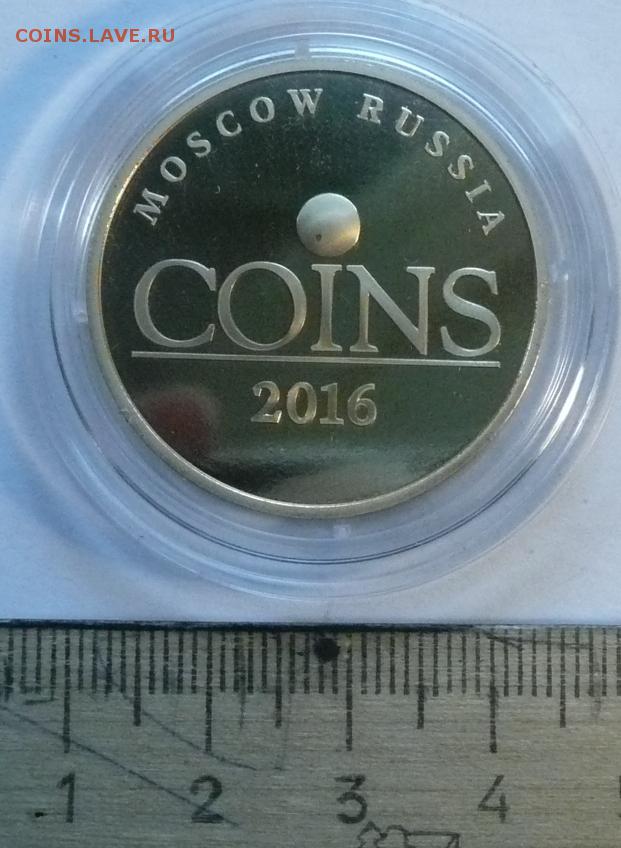 COINS.LAVE.RU
MOSCOW RUSSIA
COINS
2016
1 2 3 4